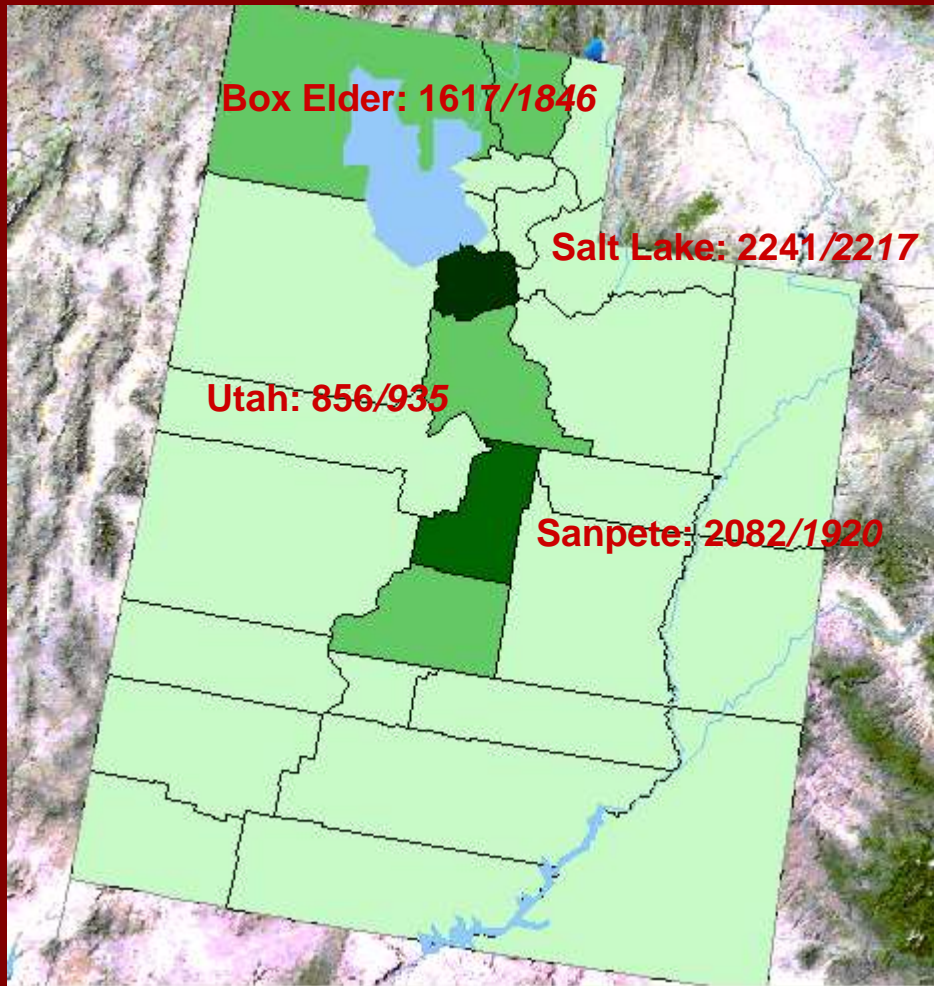 Box Elder: 1617/1846
Salt Lake: 2241/2217
Utah: 856/935
Sanpete: 2082/1920